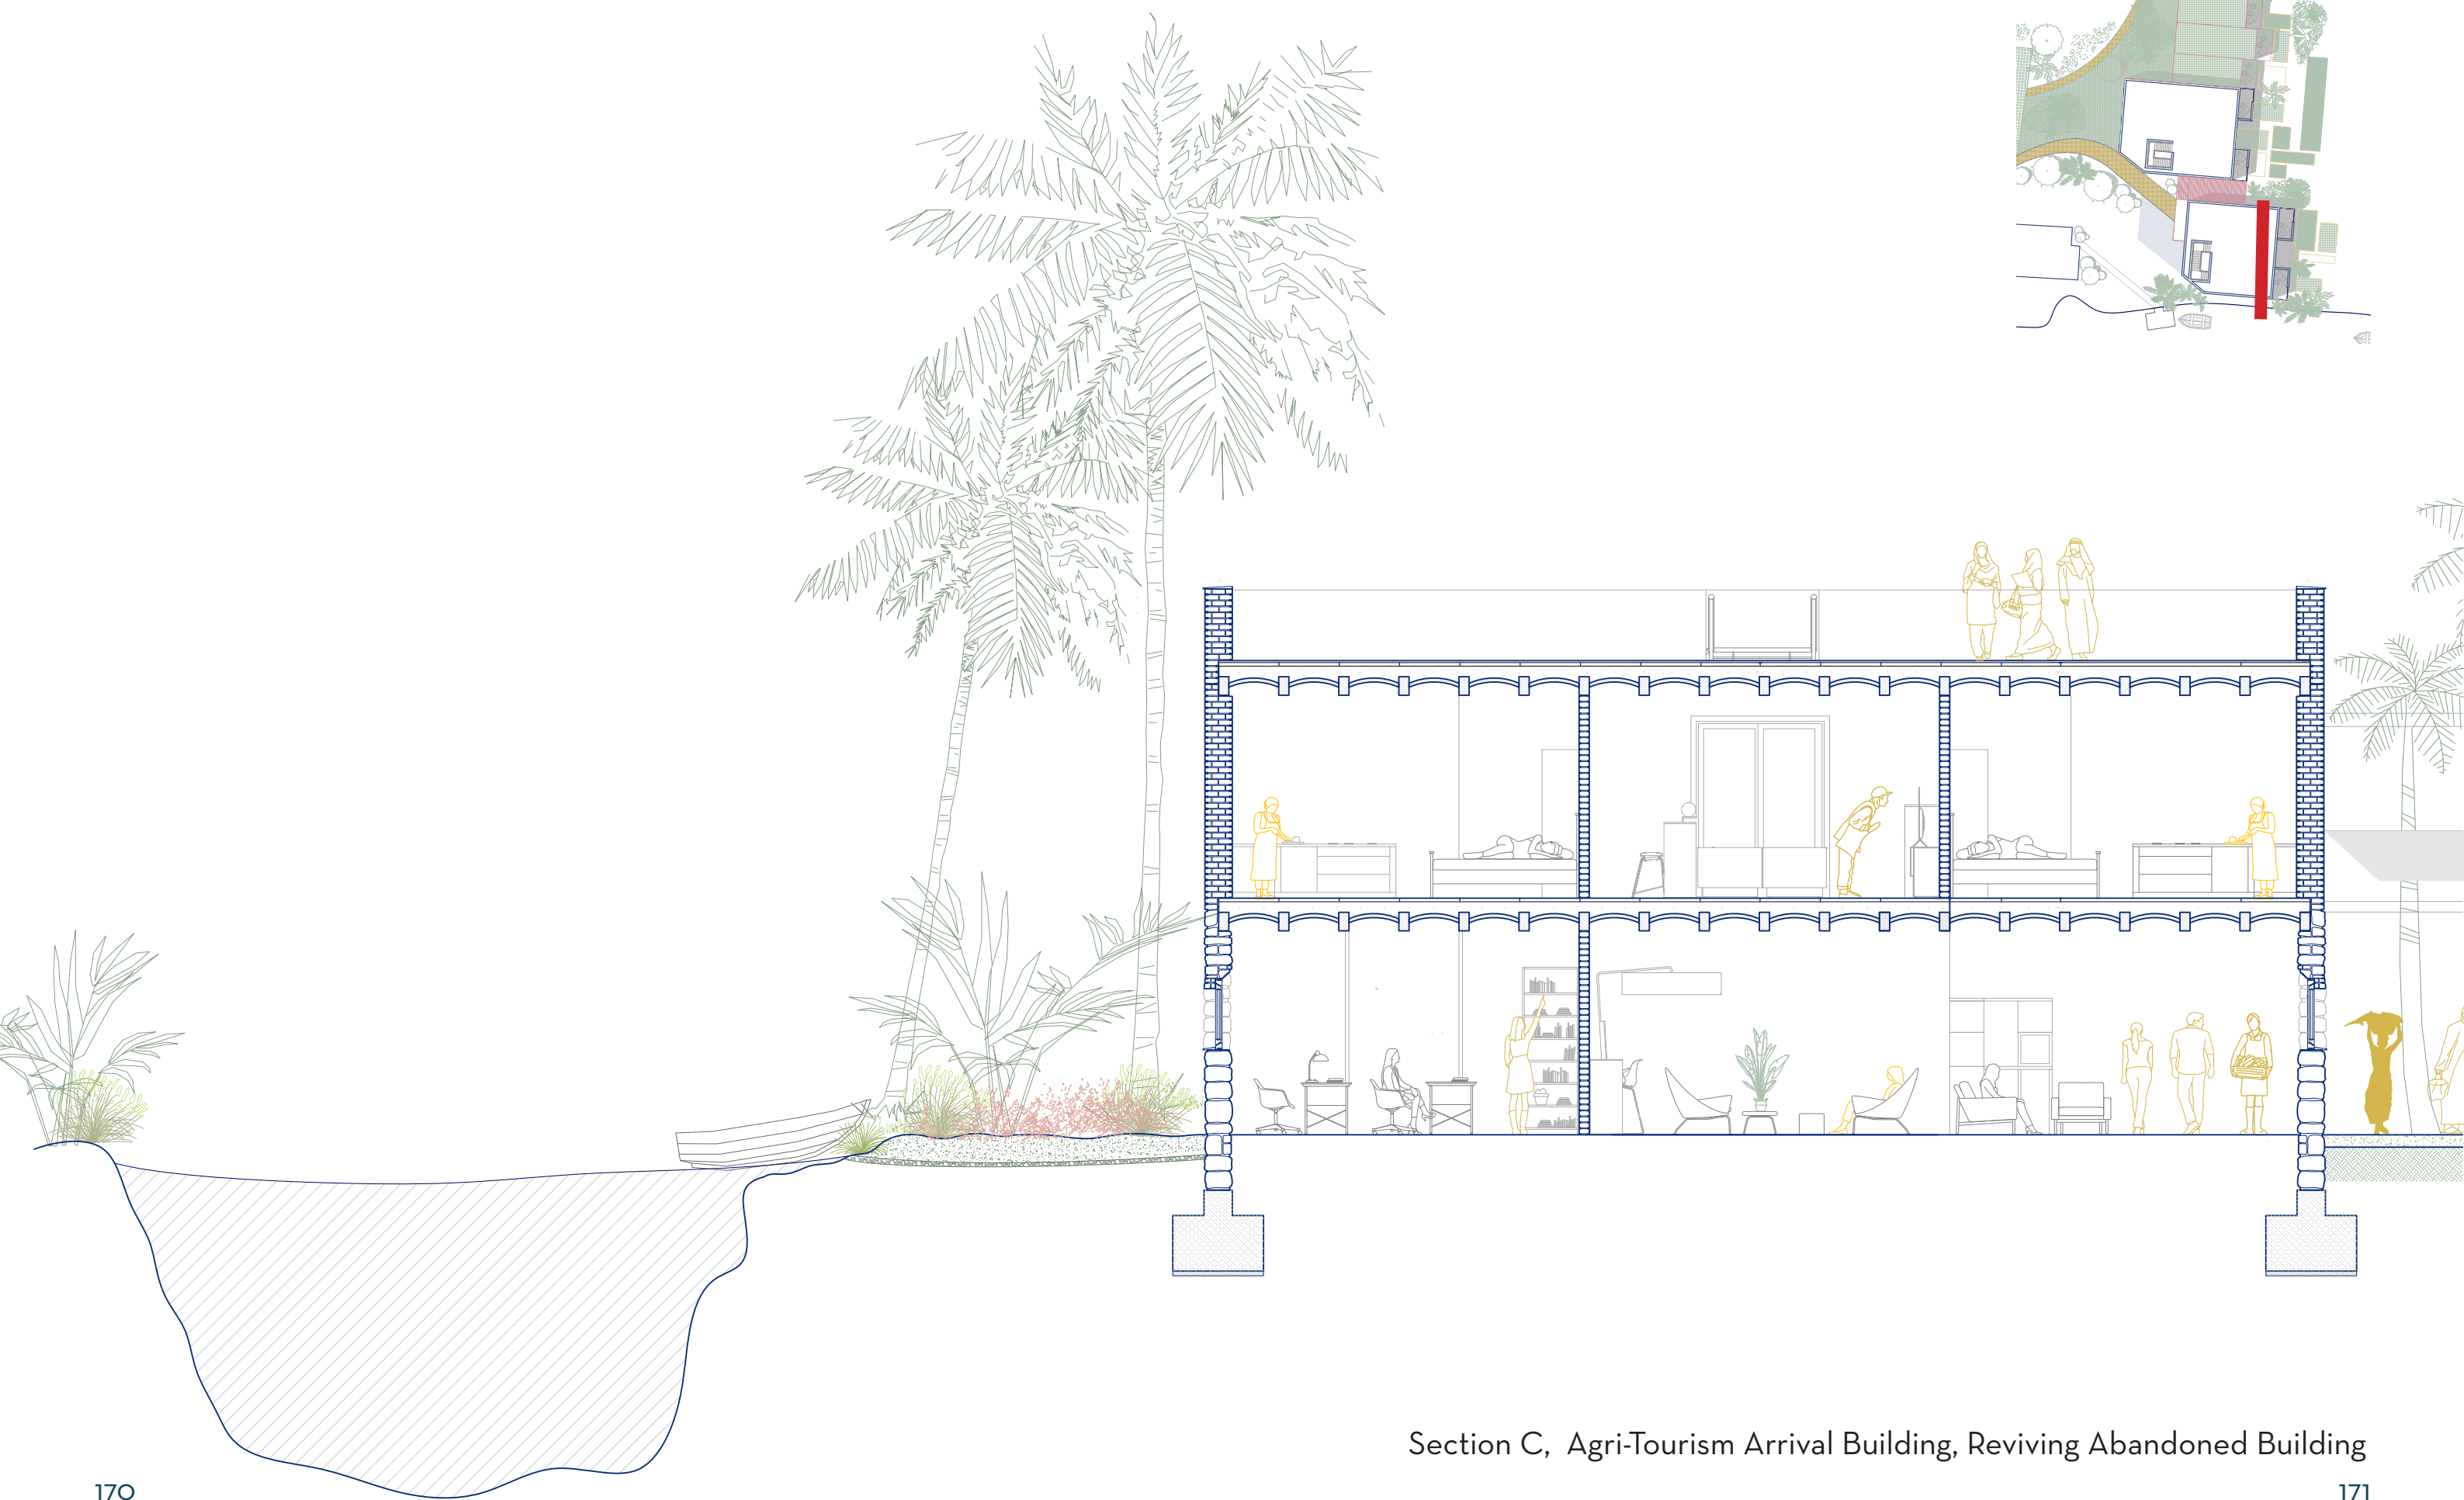 Section C,  Agri-Tourism Arrival Building, Reviving Abandoned Building
170
171